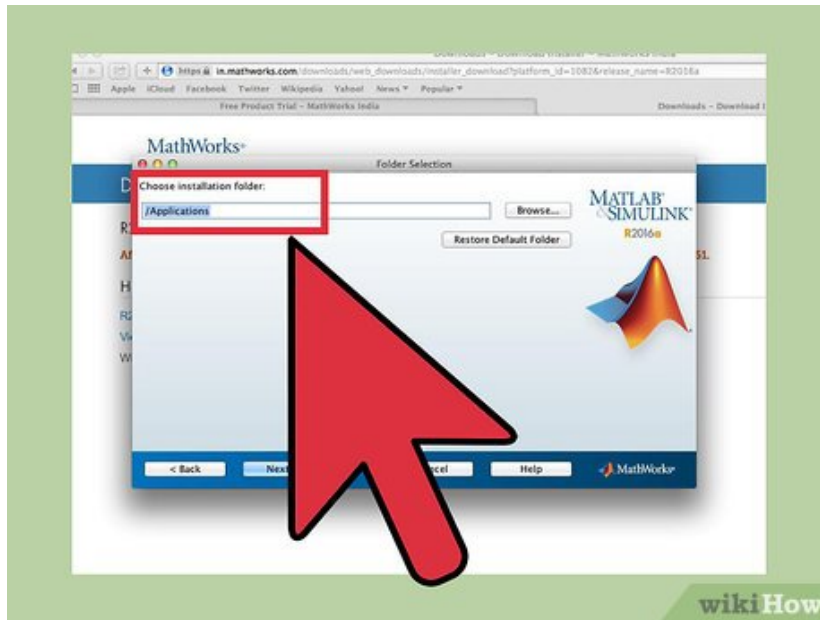 https in.mathworks.com/downloads/web_downloads/installer_download?platform_id=1082&release_name=R2016a
Apple iCloud Facebook Twitter Wikipedia Yahoo! News Popular
Free Product Trial - MathWorks India
Downloads - Download I
MathWorks
Folder Selection
Choose installation folder:
/Applications
Browse...
Restore Default Folder
MATLAB
SIMULINK
R2016a
< Back
Next
Help
MathWorks
wikiHow